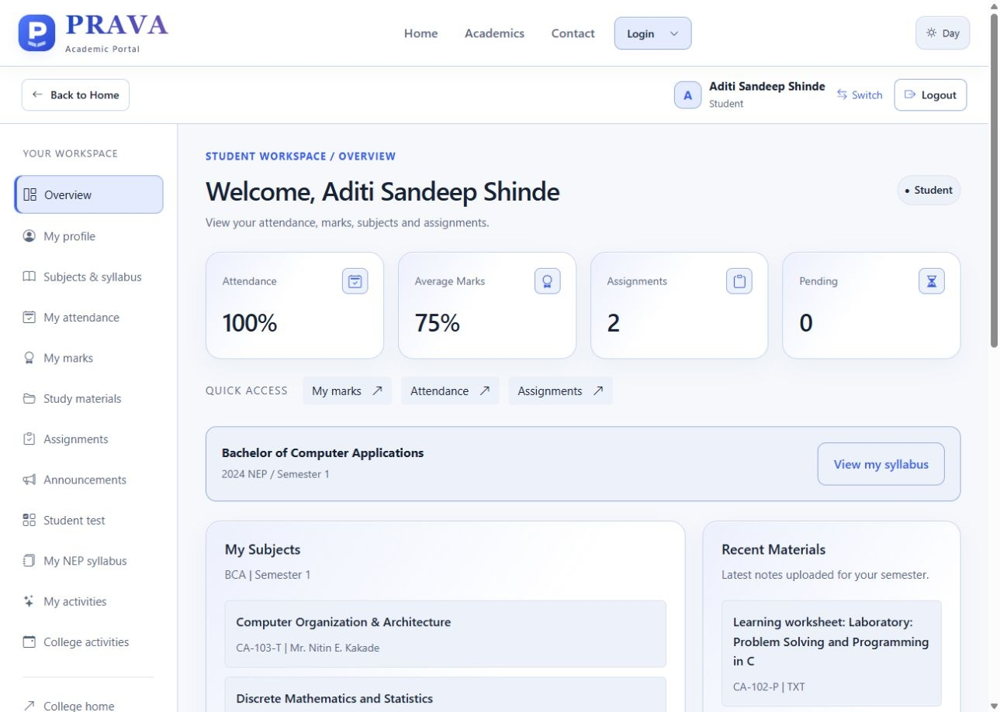 PRAVA
Academic Portal
Home
Academics
Contact
Login
Day
Back to Home
A
Aditi Sandeep Shinde
Student
Switch
Logout
YOUR WORKSPACE
Overview
My profile
Subjects & syllabus
My attendance
My marks
Study materials
Assignments
Announcements
Student test
My NEP syllabus
My activities
College activities
College home
STUDENT WORKSPACE / OVERVIEW
Welcome, Aditi Sandeep Shinde
• Student
View your attendance, marks, subjects and assignments.
Attendance
100%
Average Marks
75%
Assignments
2
Pending
0
QUICK ACCESS
My marks
Attendance
Assignments
Bachelor of Computer Applications
2024 NEP / Semester 1
View my syllabus
My Subjects
BCA | Semester 1
Computer Organization & Architecture
CA-103-T | Mr. Nitin E. Kakade
Discrete Mathematics and Statistics
Recent Materials
Latest notes uploaded for your semester.
Learning worksheet: Laboratory:
Problem Solving and Programming
in C
CA-102-P | TXT